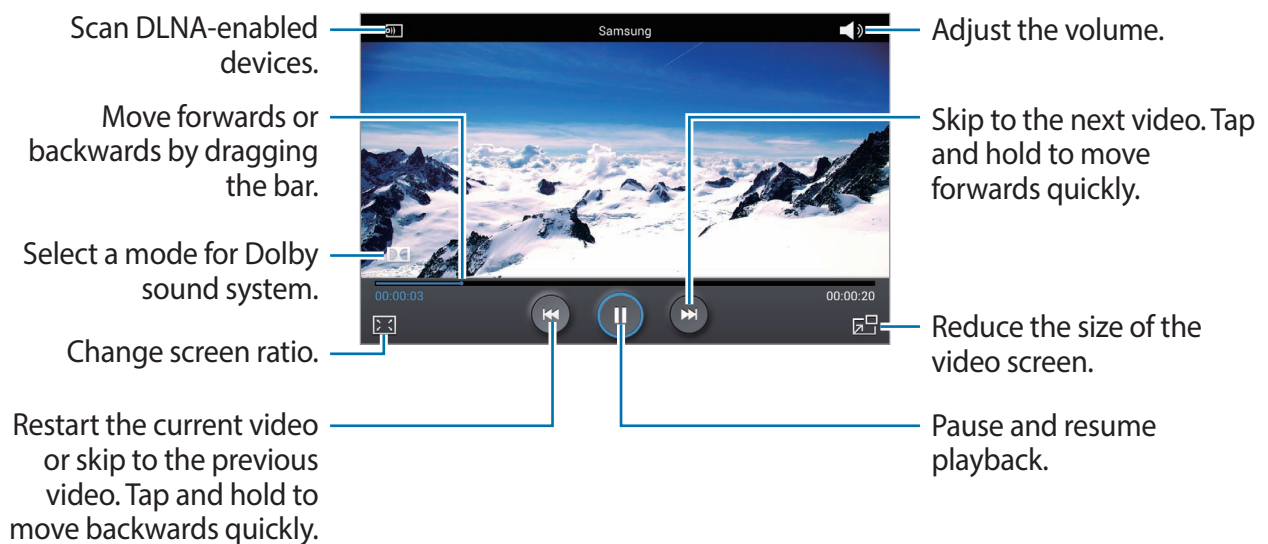 Scan DLNA-enabled
devices.
Move forwards or
backwards by dragging
the bar.
Select a mode for Dolby
sound system.
Change screen ratio.
Restart the current video
or skip to the previous
video. Tap and hold to
move backwards quickly.
Samsung
00:00:03
00:00:20
Adjust the volume.
Skip to the next video. Tap
and hold to move
forwards quickly.
Reduce the size of the
video screen.
Pause and resume
playback.